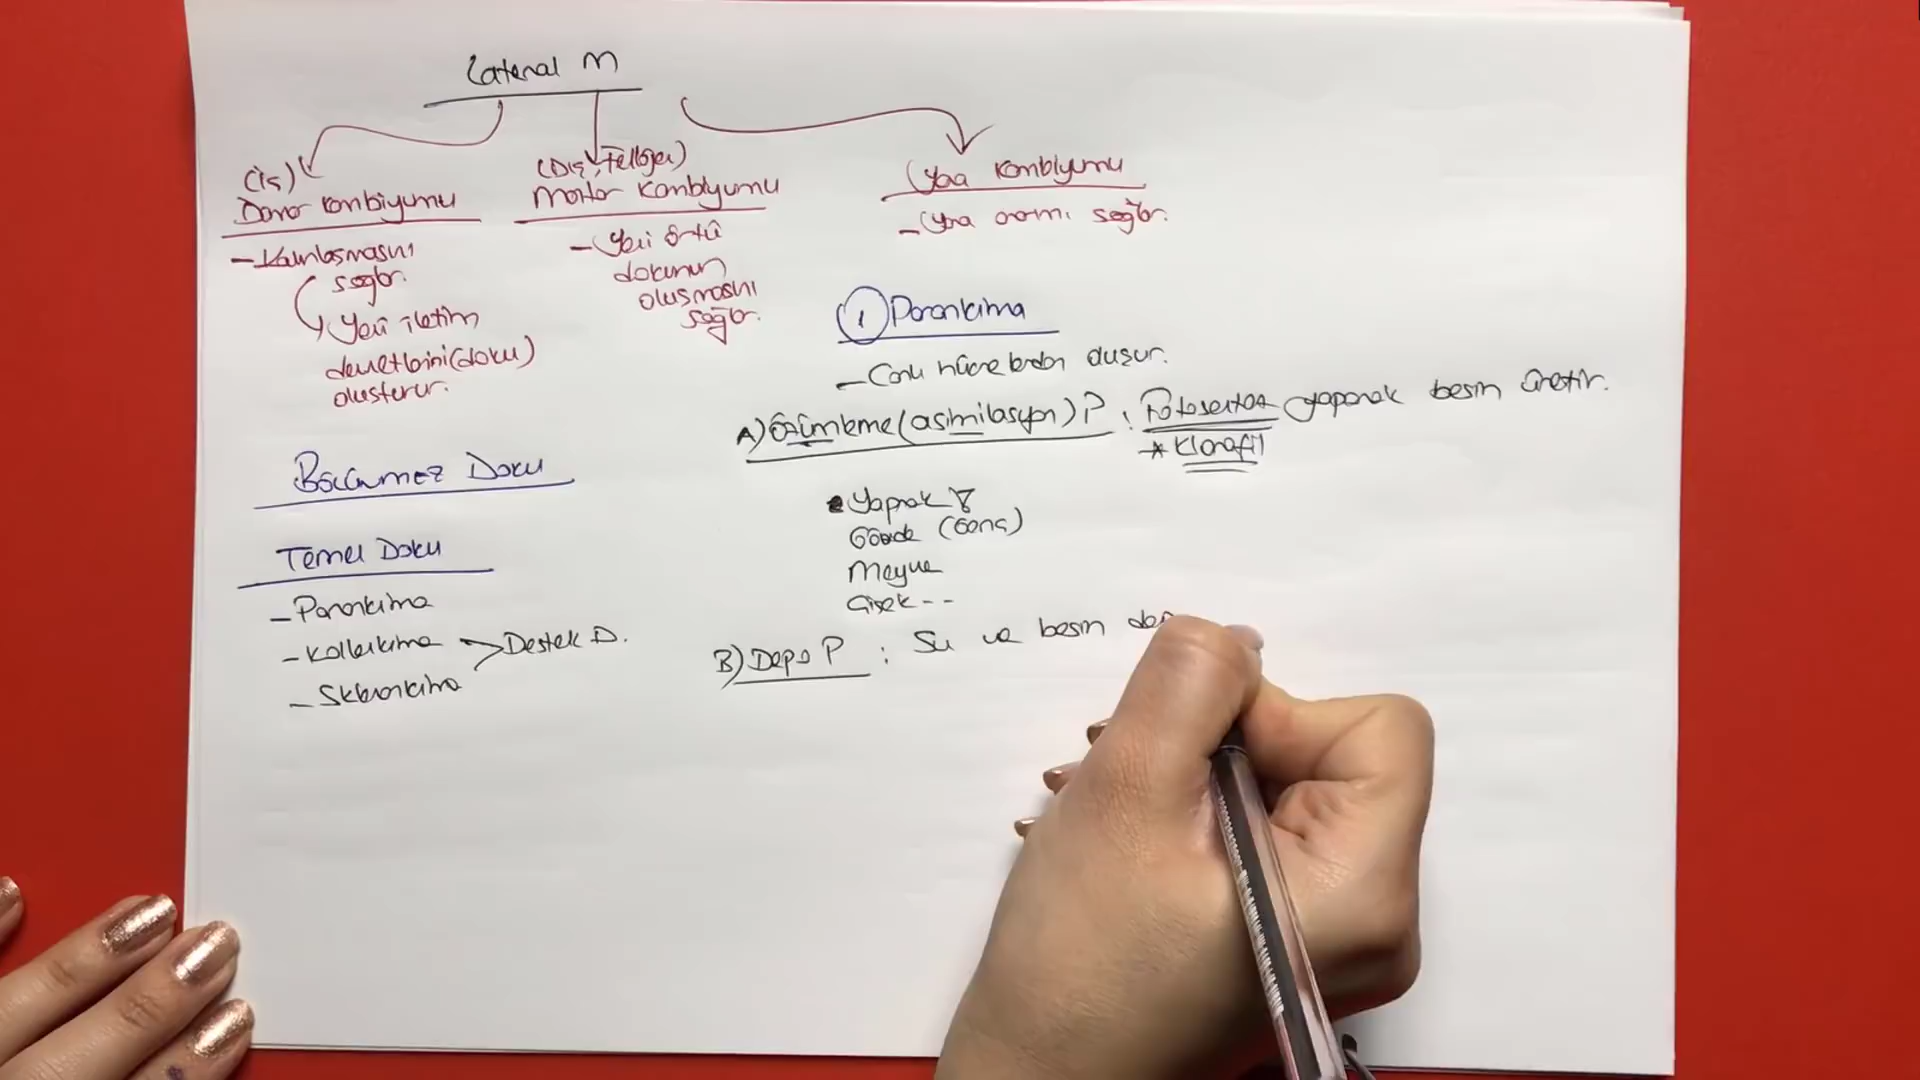 Lateral M
(İç)
Damar Kambiyumu
- Kalınlaşmasını
sağlar.
Yeni iletim
demetlerini (doku)
oluşturur.
(Dış, Fellojen)
Mantar Kambiyumu
- Yeni örtü
dokunun
oluşmasını
sağlar.
Yara Kambiyumu
- Yara onarımı sağlar.
Bölünmez Doku
Temel Doku
- Parankima
- Kollenkima > Destek D.
- Sklerankima
1 Parankima
- Canlı hücrelerden oluşur.
A) Özümleme (asimilasyon) P : Fotosentez yaparak besin üretir.
* Klorofil
• Yaprak
Gövde (Genç)
Meyve
Çiçek - -
B) Depo P : Su ve besin de